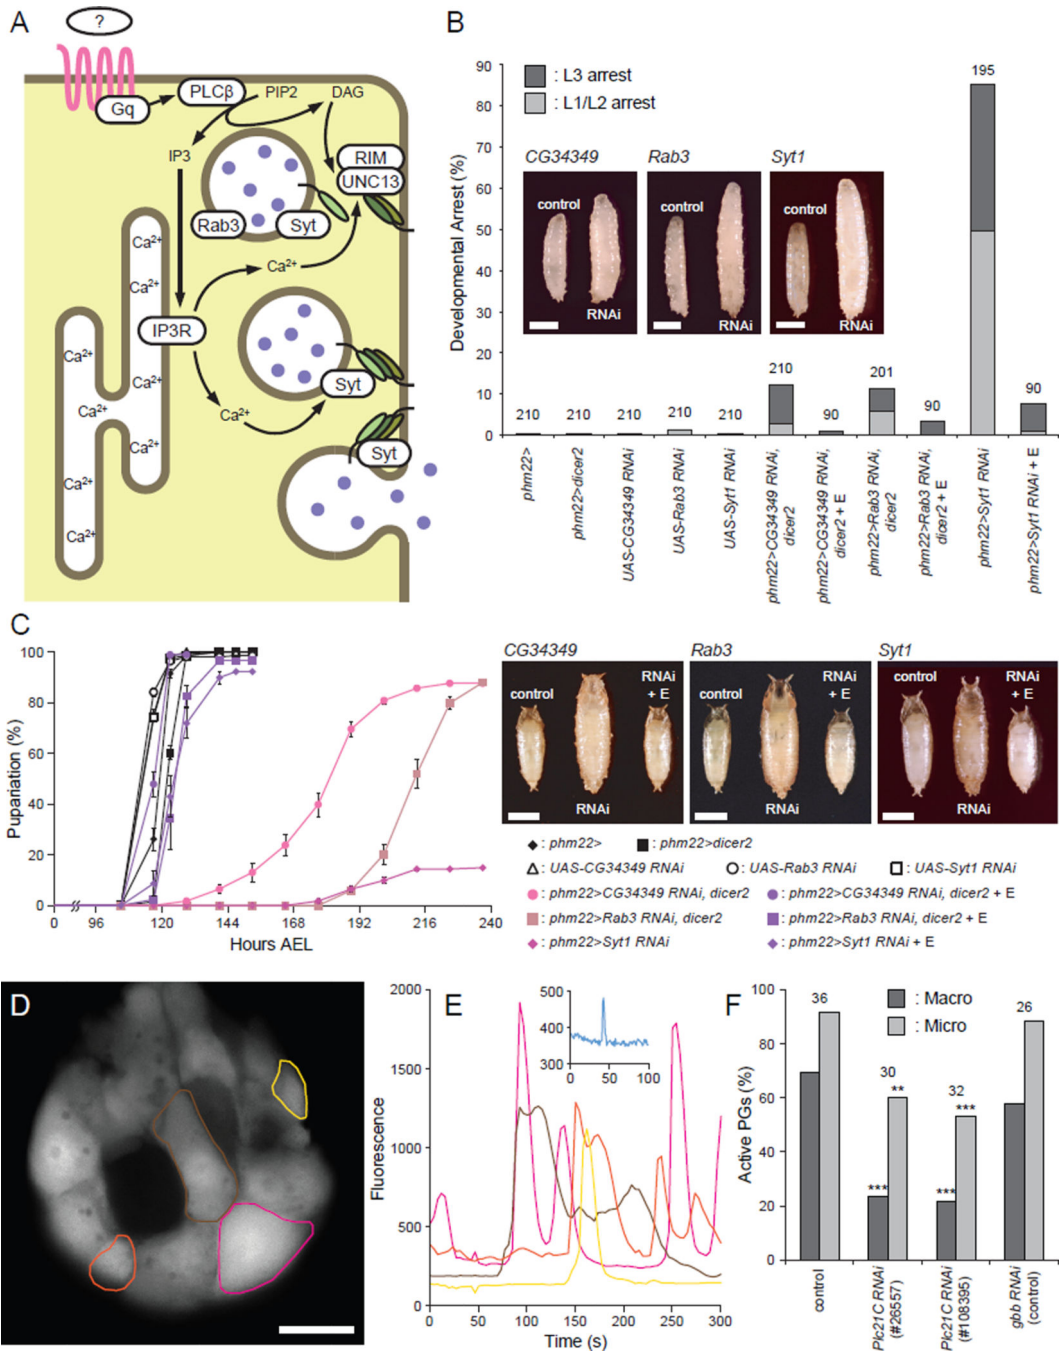 A
?
Gq
PLCβ
PIP2
DAG
IP3
RIM
UNC13
Rab3
Syt
Ca²⁺
Ca²⁺
Ca²⁺
IP3R
Ca²⁺
Ca²⁺
Ca²⁺
Ca²⁺
Syt
Ca²⁺
Ca²⁺
Syt
Ca²⁺
Ca²⁺
B
Developmental Arrest (%)
90
80
70
60
50
40
30
20
10
0
: L3 arrest
: L1/L2 arrest
CG34349 Rab3 Syt1
control
RNAi
control
RNAi
control
RNAi
210
210
210
210
210
210
90
201
90
195
90
phm22>
phm22>dicer2
UAS-CG34349 RNAi
UAS-Rab3 RNAi
UAS-Syt1 RNAi
phm22>CG34349 RNAi,
dicer2
phm22>CG34349 RNAi,
dicer2 + E
phm22>Rab3 RNAi,
dicer2
phm22>Rab3 RNAi,
dicer2 + E
phm22>Syt1 RNAi
phm22>Syt1 RNAi + E
C
Pupariation (%)
100
80
60
40
20
0
0 96 120 144 168 192 216 240
Hours AEL
CG34349 Rab3 Syt1
control
RNAi
RNAi
+ E
control
RNAi
RNAi
+ E
control
RNAi
RNAi
+ E
: phm22> : phm22>dicer2
: UAS-CG34349 RNAi : UAS-Rab3 RNAi : UAS-Syt1 RNAi
: phm22>CG34349 RNAi, dicer2 : phm22>CG34349 RNAi, dicer2 + E
: phm22>Rab3 RNAi, dicer2 : phm22>Rab3 RNAi, dicer2 + E
: phm22>Syt1 RNAi : phm22>Syt1 RNAi + E
D
E
Fluorescence
2000
1500
1000
500
0
0 50 100 150 200 250 300
Time (s)
500
400
300
0 50 100
F
Active PGs (%)
100
80
60
40
20
0
: Macro
: Micro
36
30
32
26
***
**
***
***
control
Plc21C RNAi
(#26557)
Plc21C RNAi
(#108395)
gbb RNAi
(control)